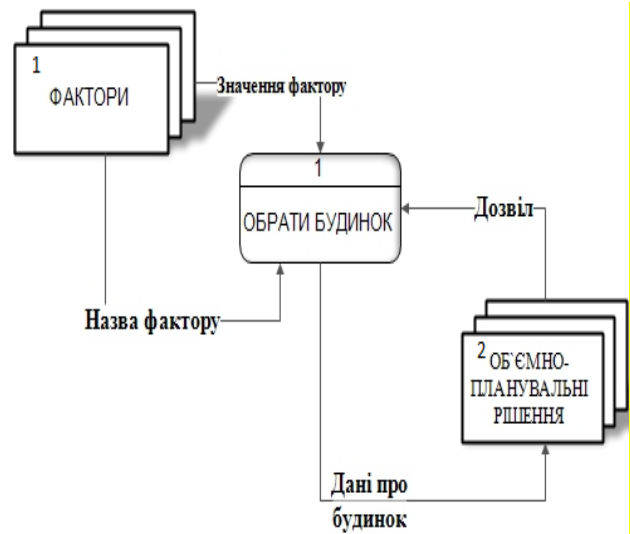 1
ФАКТОРИ
Значення фактору
1
ОБРАТИ БУДИНОК
Дозвіл
Назва фактору
2
ОБ`ЄМНО-
ПЛАНУВАЛЬНІ
РІШЕННЯ
Дані про
будинок